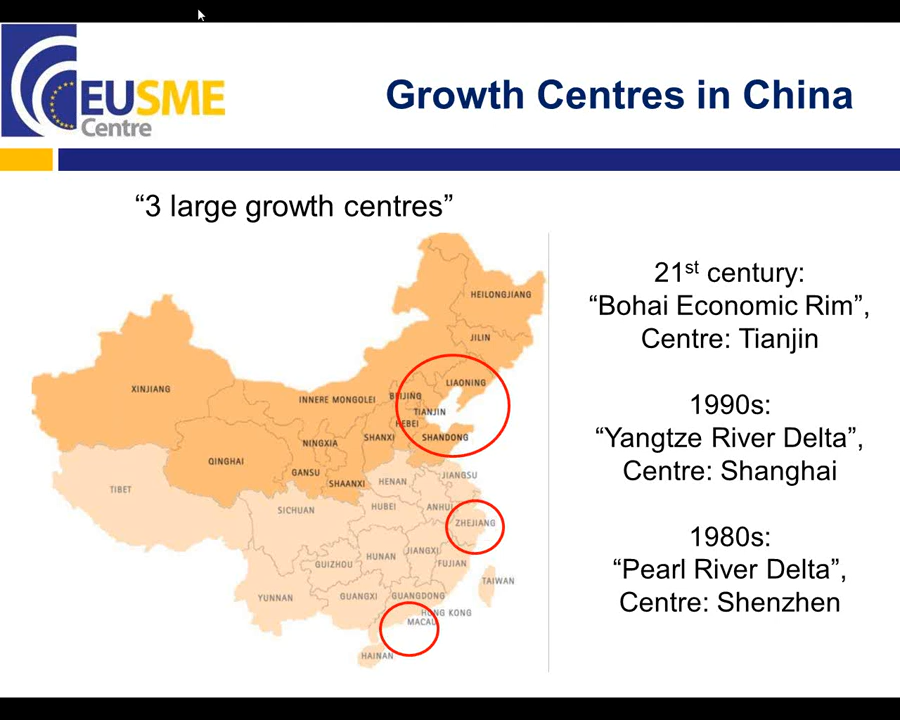 EUSME
Centre
Growth Centres in China
“3 large growth centres”
HEILONGJIANG
JILIN
LIAONING
XINJIANG
INNERE MONGOLEI
BEIJING
TIANJIN
HEBEI
NINGXIA
SHANXI
SHANDONG
QINGHAI
GANSU
SHAANXI
HENAN
JIANGSU
TIBET
SICHUAN
HUBEI
ANHUI
ZHEJIANG
GUIZHOU
HUNAN
JIANGXI
FUJIAN
TAIWAN
YUNNAN
GUANGXI
GUANGDONG
HONG KONG
MACAU
HAINAN
21st century:
“Bohai Economic Rim”,
Centre: Tianjin
1990s:
“Yangtze River Delta”,
Centre: Shanghai
1980s:
“Pearl River Delta”,
Centre: Shenzhen